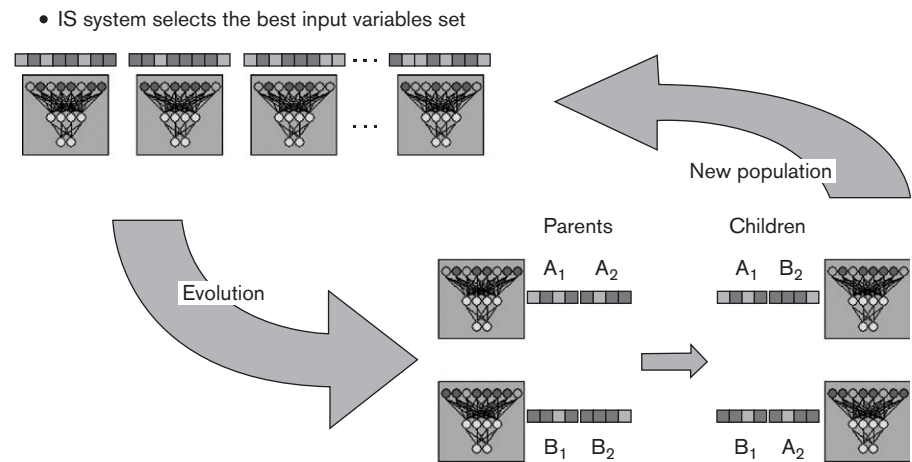 • IS system selects the best input variables set
...
...
New population
Evolution
Parents Children
A₁ A₂ A₁ B₂
B₁ B₂ B₁ A₂